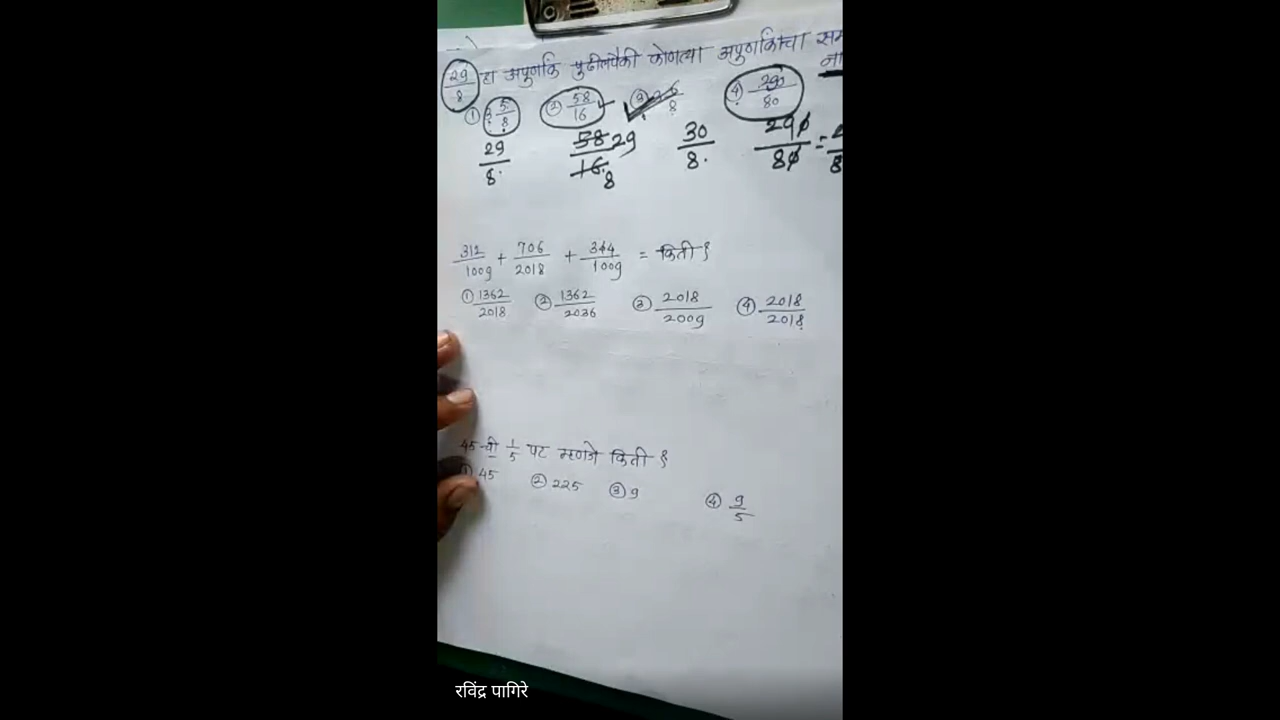 29/8 हा अपुर्णांक पुढीलपैकी कोणत्या अपुर्णांकाचा सम
ना
① 3 5/8 ② 58/16 ③ 3 6/8 ④ 290/80
29/8 58 29/16 8 30/8 290/80 =
312/1009 + 706/2018 + 344/1009 = किती ?
① 1362/2018 ② 1362/2036 ③ 2018/2009 ④ 2018/2018
45 ची 1/5 पट म्हणजे किती ?
① 45 ② 225 ③ 9 ④ 9/5
रविंद्र पागिरे